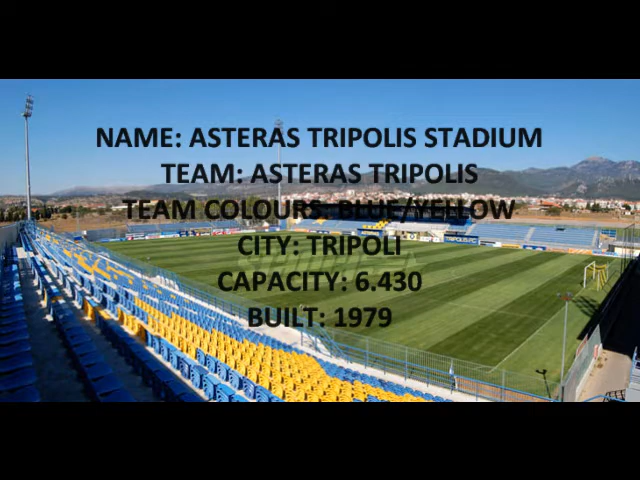 NAME: ASTERAS TRIPOLIS STADIUM
TEAM: ASTERAS TRIPOLIS
TEAM COLOURS: BLUE/YELLOW
CITY: TRIPOLI
CAPACITY: 6.430
BUILT: 1979